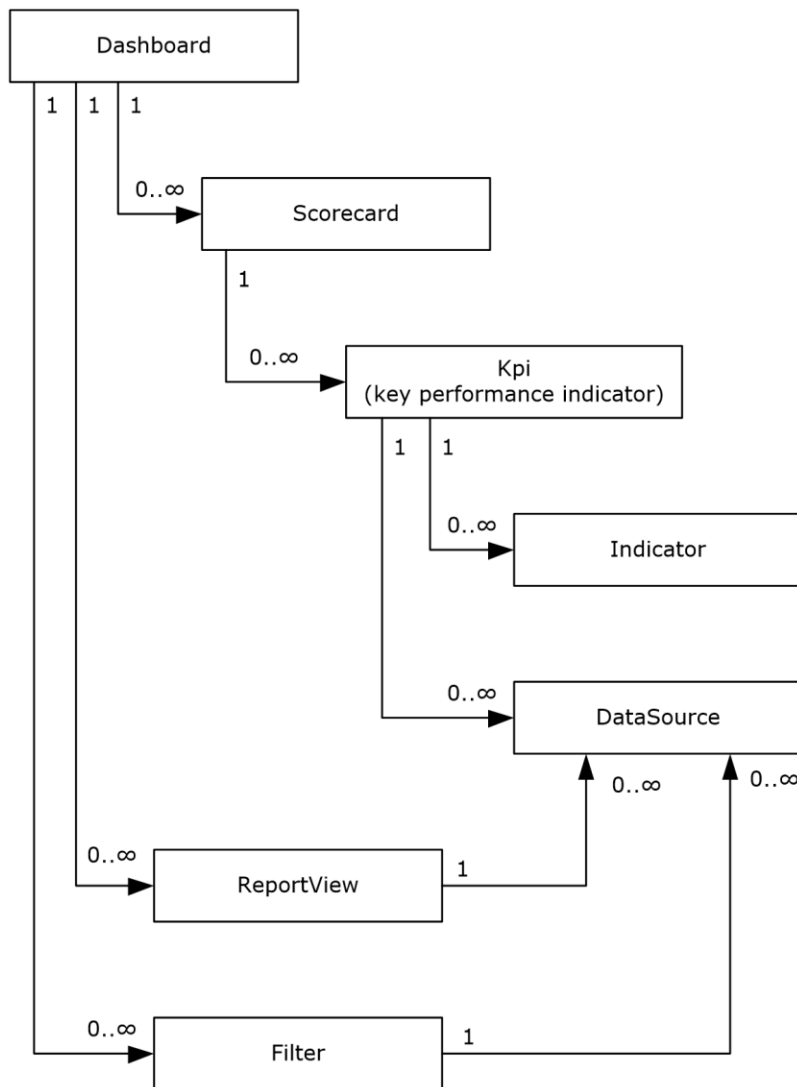 Dashboard
1 1 1
0..∞
Scorecard
1
0..∞
Kpi
(key performance indicator)
1 1
0..∞
Indicator
0..∞
DataSource
0..∞ 0..∞
0..∞
ReportView
1
0..∞
Filter
1